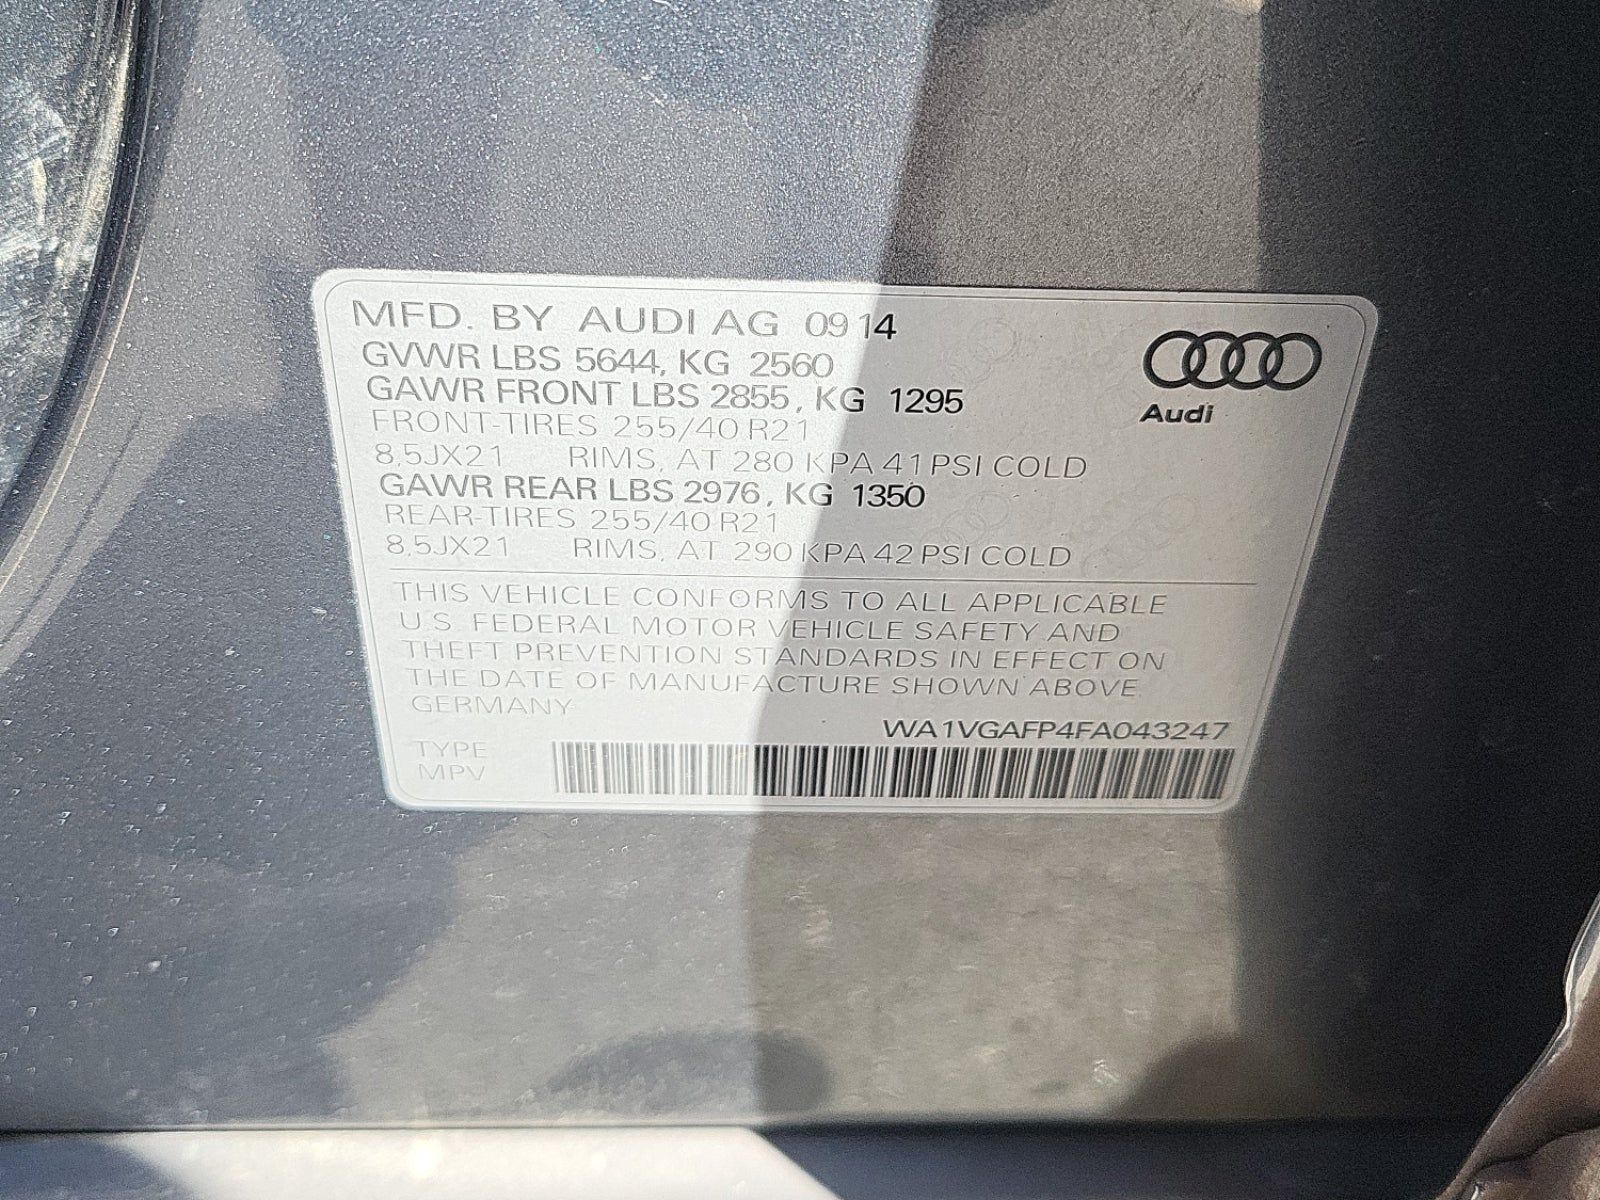 MFD. BY AUDI AG 09 14
GVWR LBS 5644, KG 2560
GAWR FRONT LBS 2855, KG 1295
FRONT-TIRES 255/40 R21
8,5JX21 RIMS, AT 280 KPA 41 PSI COLD
GAWR REAR LBS 2976, KG 1350
REAR-TIRES 255/40 R21
8,5JX21 RIMS, AT 290 KPA 42 PSI COLD
Audi
THIS VEHICLE CONFORMS TO ALL APPLICABLE
U.S. FEDERAL MOTOR VEHICLE SAFETY AND
THEFT PREVENTION STANDARDS IN EFFECT ON
THE DATE OF MANUFACTURE SHOWN ABOVE.
GERMANY
WA1VGAFP4FA043247
TYPE
MPV